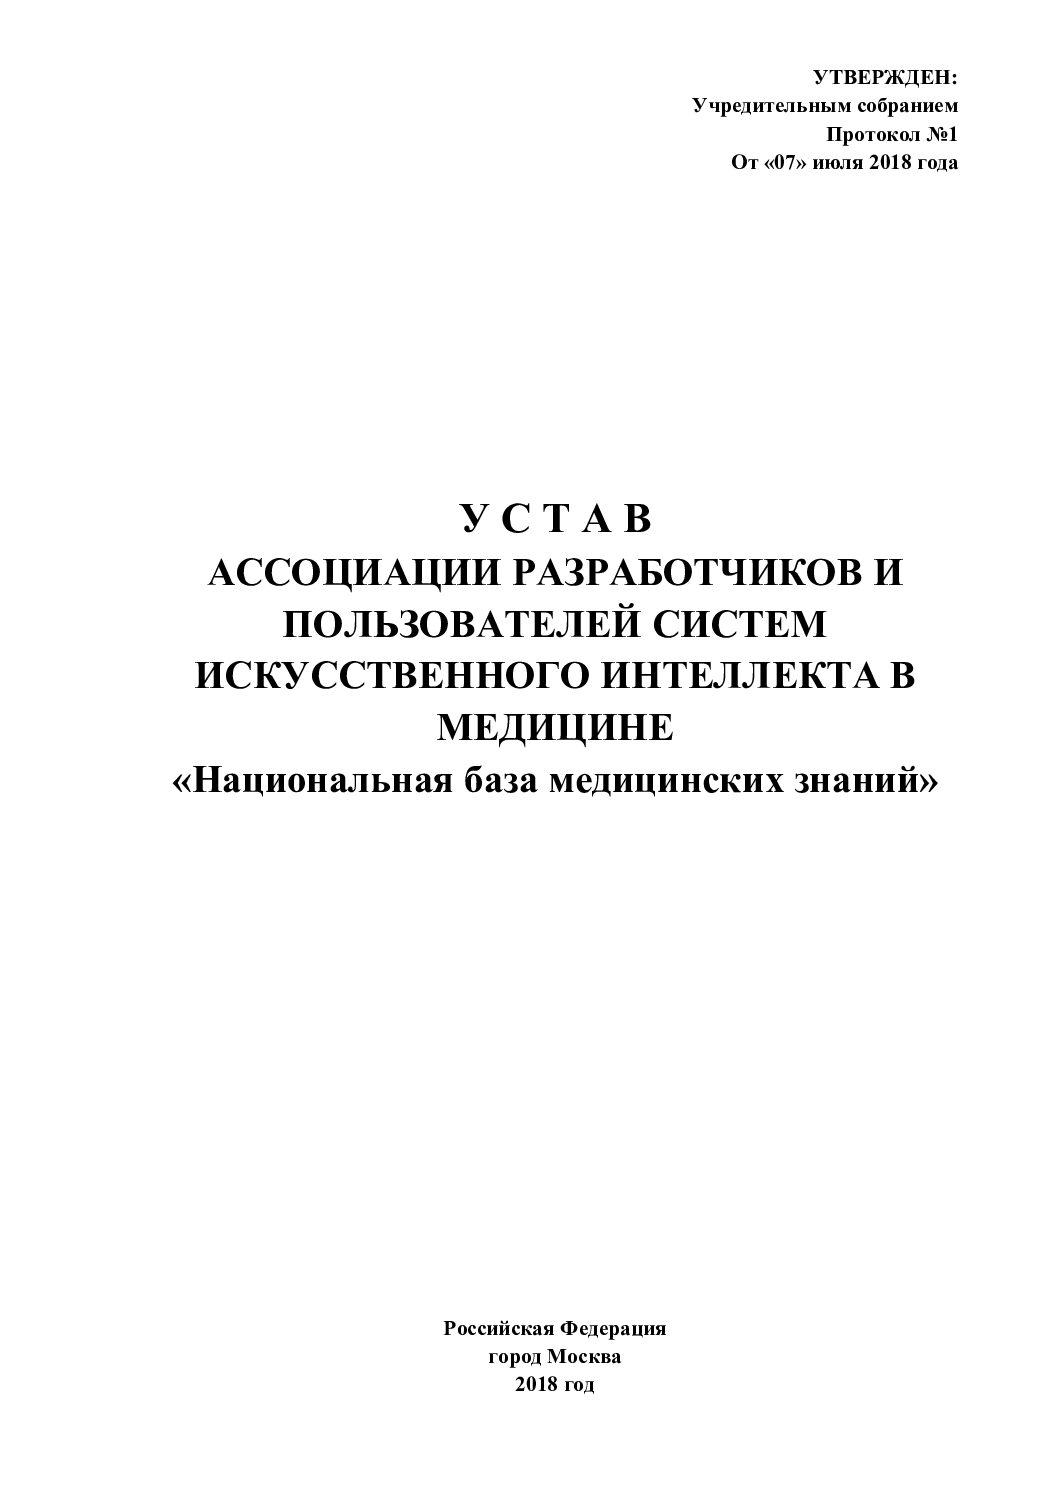 УТВЕРЖДЕН:
Учредительным собранием
Протокол №1
От «07» июля 2018 года
У С Т А В
АССОЦИАЦИИ РАЗРАБОТЧИКОВ И
ПОЛЬЗОВАТЕЛЕЙ СИСТЕМ
ИСКУССТВЕННОГО ИНТЕЛЛЕКТА В
МЕДИЦИНЕ
«Национальная база медицинских знаний»
Российская Федерация
город Москва
2018 год